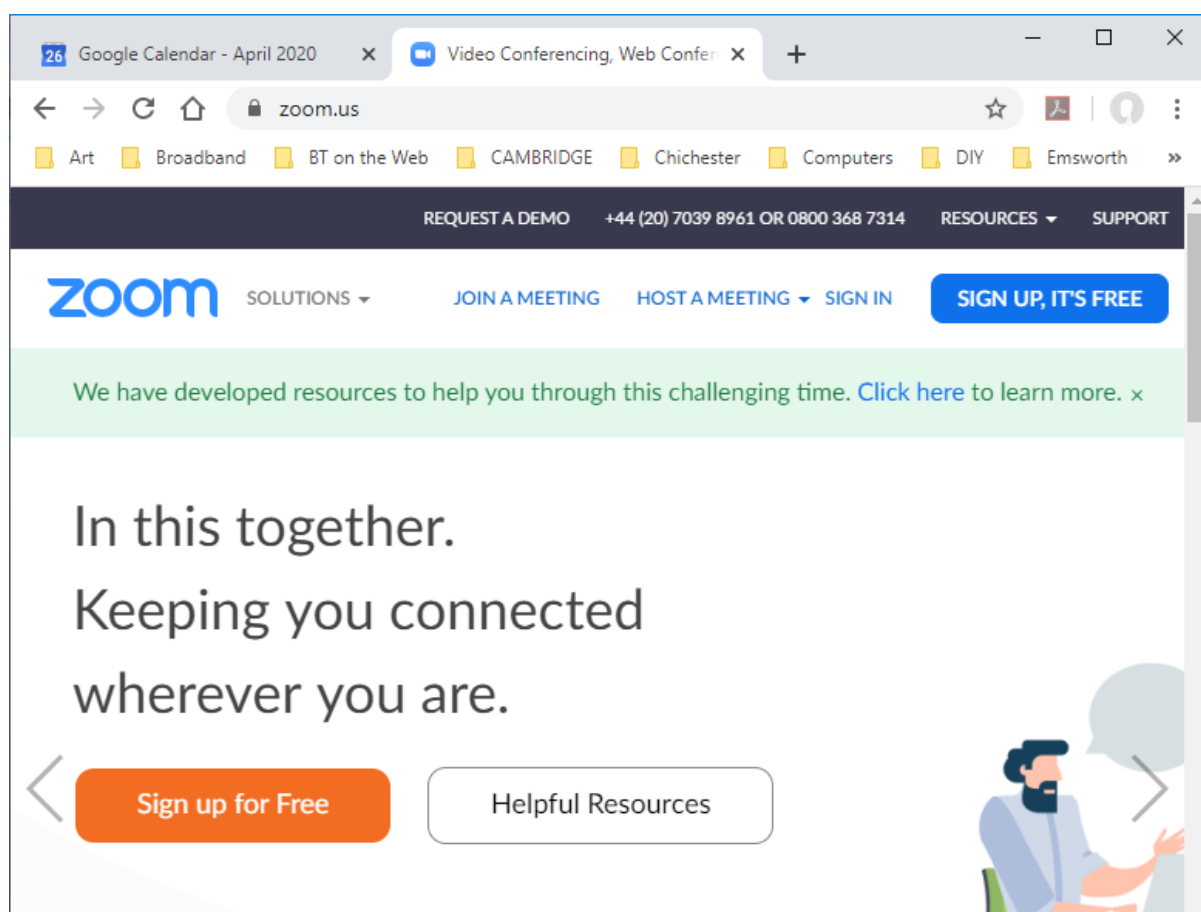 26 Google Calendar - April 2020 Video Conferencing, Web Confer
zoom.us
Art Broadband BT on the Web CAMBRIDGE Chichester Computers DIY Emsworth »
REQUEST A DEMO +44 (20) 7039 8961 OR 0800 368 7314 RESOURCES SUPPORT
zoom SOLUTIONS JOIN A MEETING HOST A MEETING SIGN IN SIGN UP, IT'S FREE
We have developed resources to help you through this challenging time. Click here to learn more. ×
In this together.
Keeping you connected
wherever you are.
Sign up for Free Helpful Resources